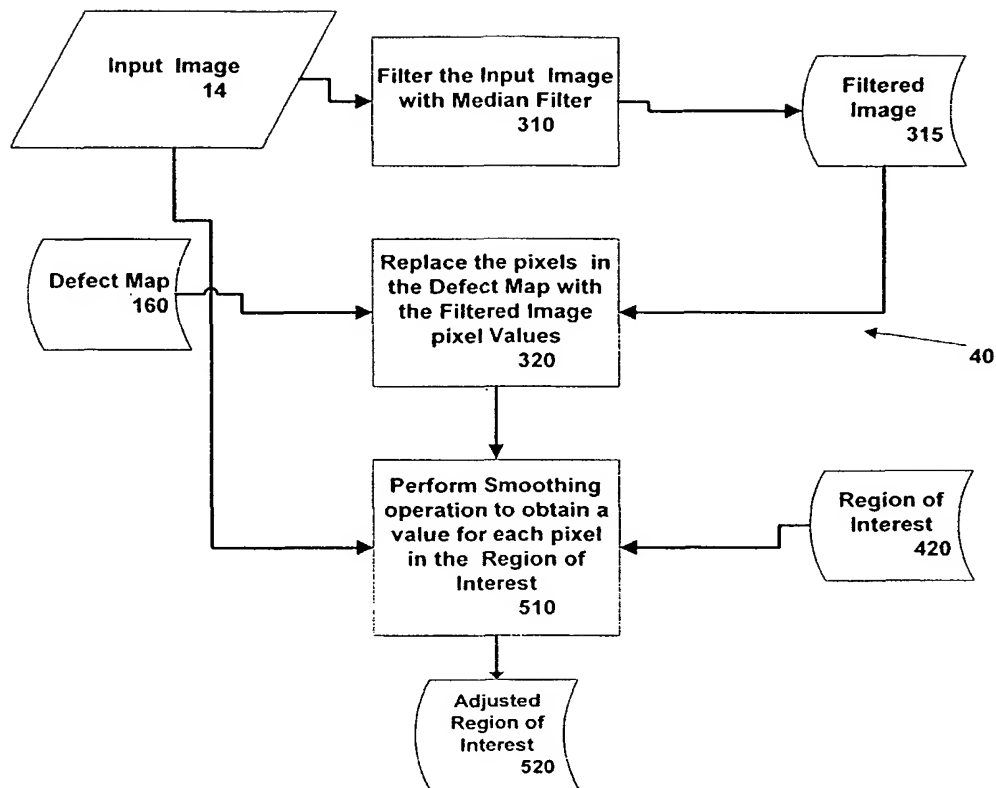 Input Image
14
Filter the Input Image
with Median Filter
310
Filtered
Image
315
Defect Map
160
Replace the pixels in
the Defect Map with
the Filtered Image
pixel Values
320
40
Perform Smoothing
operation to obtain a
value for each pixel
in the Region of
Interest
510
Region of
Interest
420
Adjusted
Region of
Interest
520